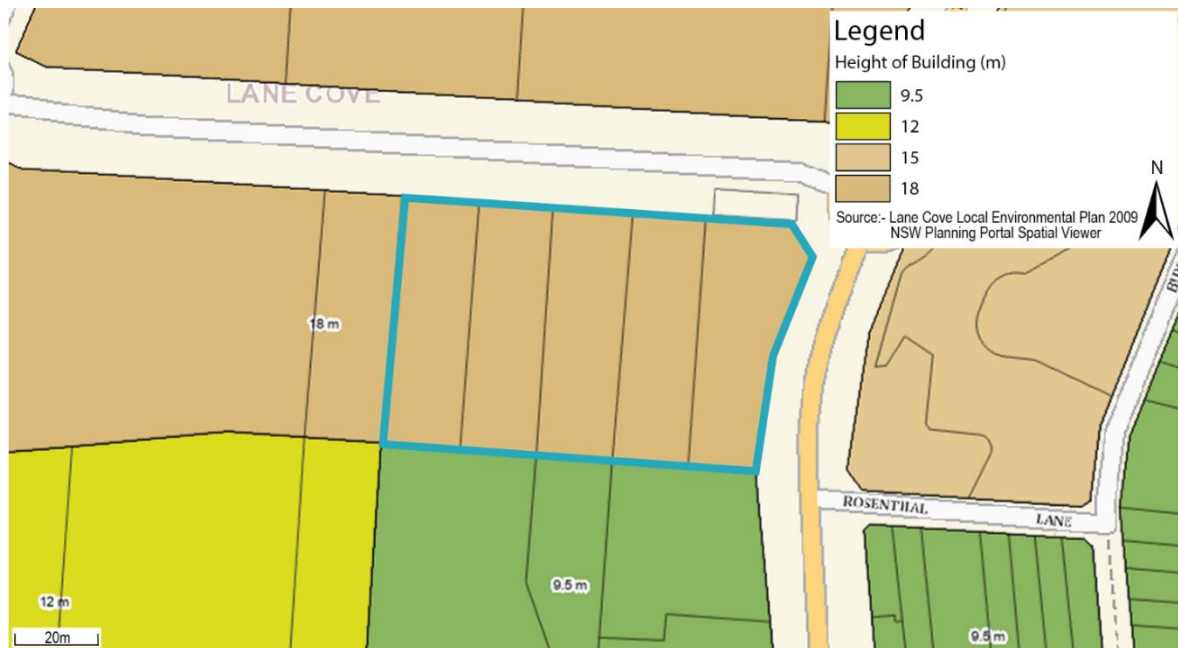 LANE COVE
Legend
Height of Building (m)
9.5
12
15
18
N
Source:- Lane Cove Local Environmental Plan 2009
NSW Planning Portal Spatial Viewer
18 m
12 m
9.5 m
ROSENTHAL LANE
9.5 m
20m